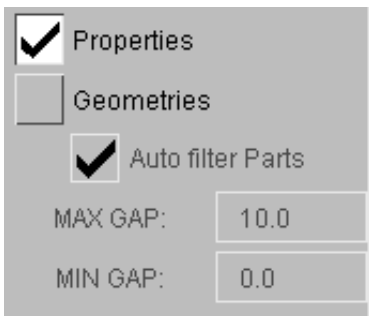 Properties
Geometries
Auto filter Parts
MAX GAP: 10.0
MIN GAP: 0.0